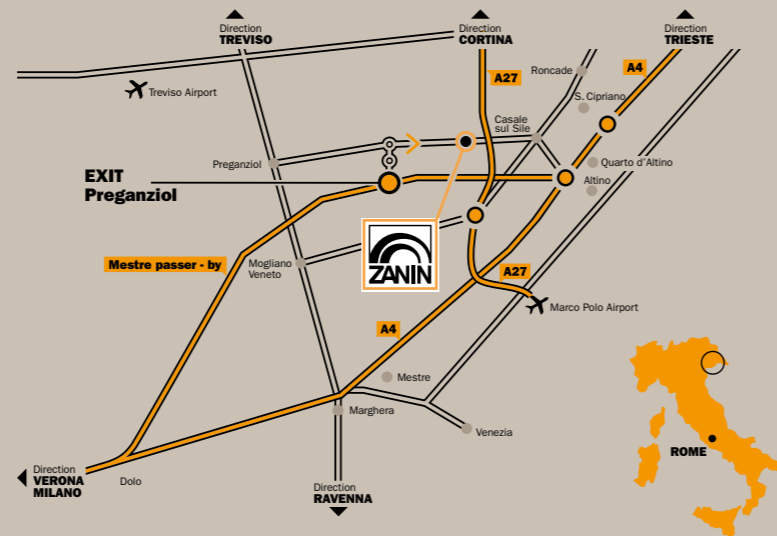 Direction
TREVISO
Direction
CORTINA
Direction
TRIESTE
A27
Roncade
A4
Treviso Airport
S. Cipriano
Casale
sul Sile
Preganziol
EXIT
Preganziol
Quarto d'Altino
Altino
ZANIN
Mestre passer - by
Mogliano
Veneto
A27
Marco Polo Airport
A4
Mestre
Marghera
Venezia
ROME
Direction
VERONA
MILANO
Dolo
Direction
RAVENNA